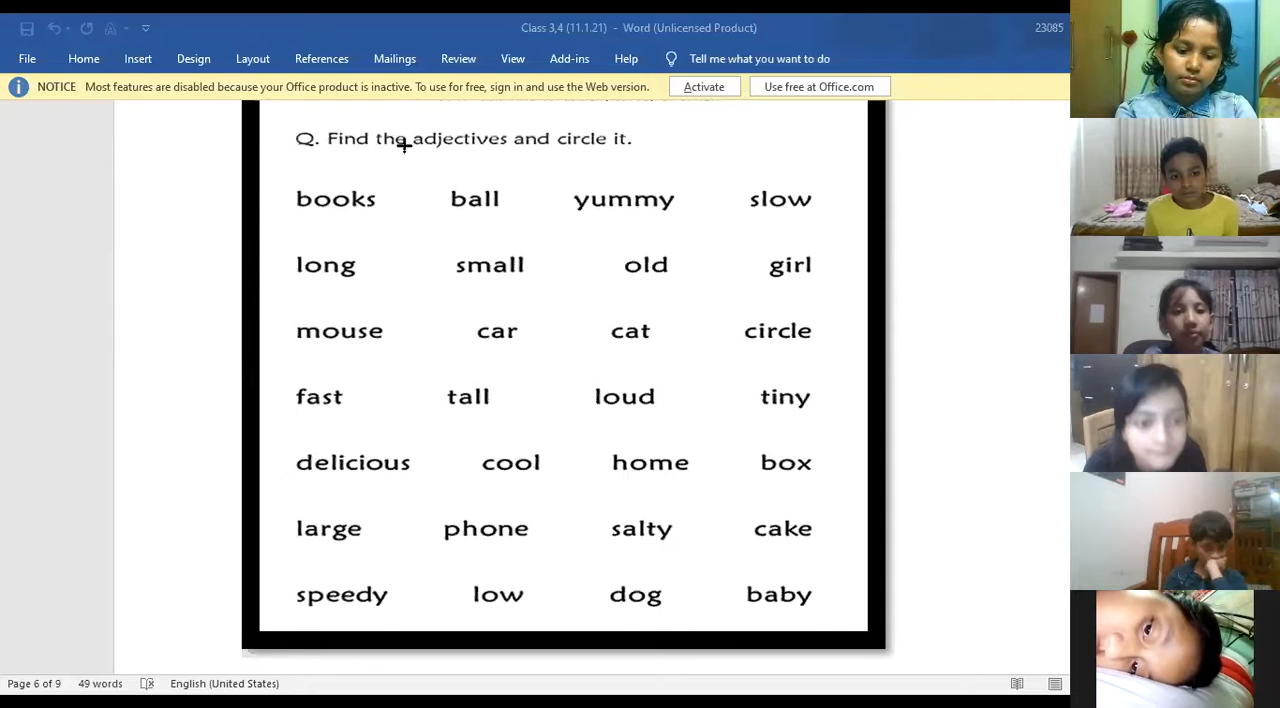 Class 3,4 (11.1.21) - Word (Unlicensed Product) 23085
File Home Insert Design Layout References Mailings Review View Add-ins Help Tell me what you want to do
NOTICE Most features are disabled because your Office product is inactive. To use for free, sign in and use the Web version. Activate Use free at Office.com
Q. Find the adjectives and circle it.
books ball yummy slow
long small old girl
mouse car cat circle
fast tall loud tiny
delicious cool home box
large phone salty cake
speedy low dog baby
Page 6 of 9 49 words English (United States)